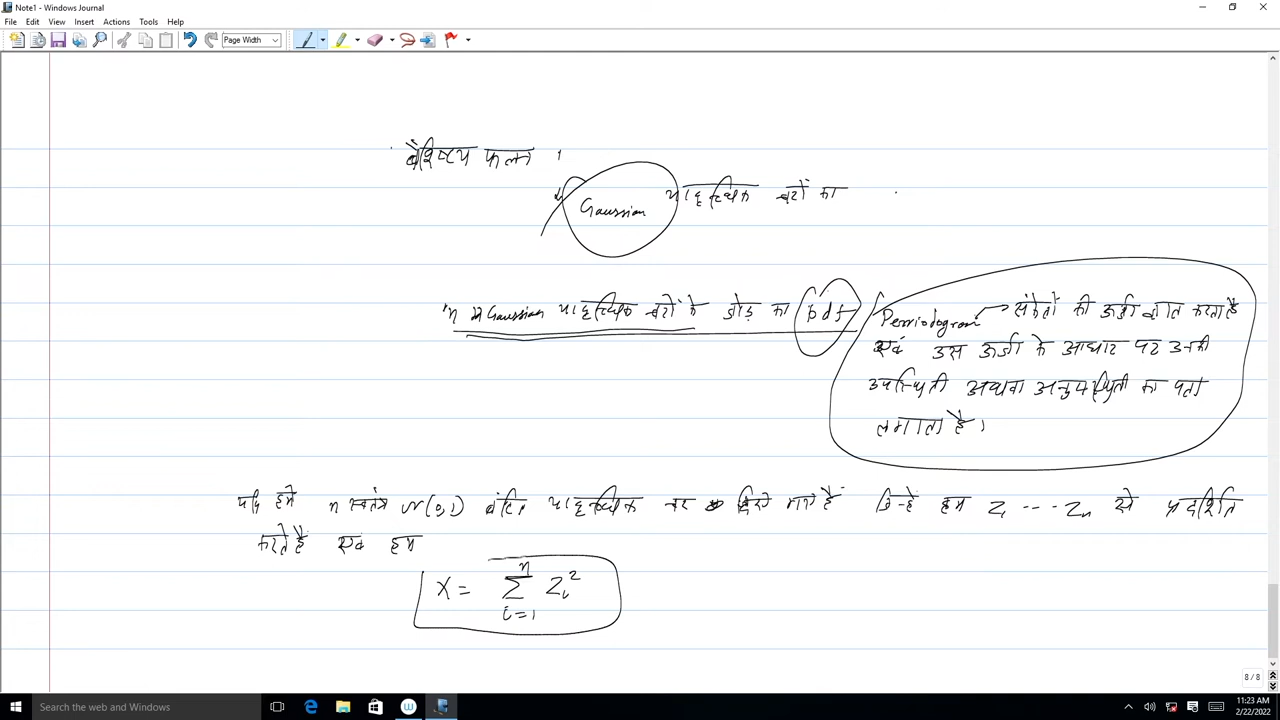 Note1 - Windows Journal
File Edit View Insert Actions Tools Help
Page Width
वैशिष्ट्य फलन ।
Gaussian यादृच्छिक चरों का
n Gaussian यादृच्छिक चरों के जोड़ का pdf
Perriodogram → संकेतों की ऊर्जा ज्ञात करता है
एवं उस ऊर्जा के आधार पर उनकी
उपस्थिती अथवा अनुपस्थिती का पता
लगाता है ।
यदि हमें n स्वतंत्र N(0,1) बंटित यादृच्छिक चर दिये गये हैं जिन्हे हम Z1 ... Zn से प्रदर्शित
करते हैं एवं हम
X = Σ Zi² n i=1
8 / 8
Search the web and Windows
11:23 AM
2/22/2022